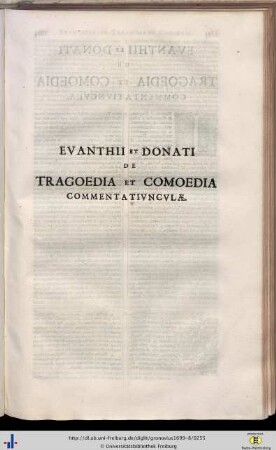 EVANTHII ET DONATI
DE
TRAGOEDIA ET COMOEDIA
COMMENTATIVNCVLÆ.
http://dl.ub.uni-freiburg.de/diglit/gronovius1699-8/0255
© Universitätsbibliothek Freiburg